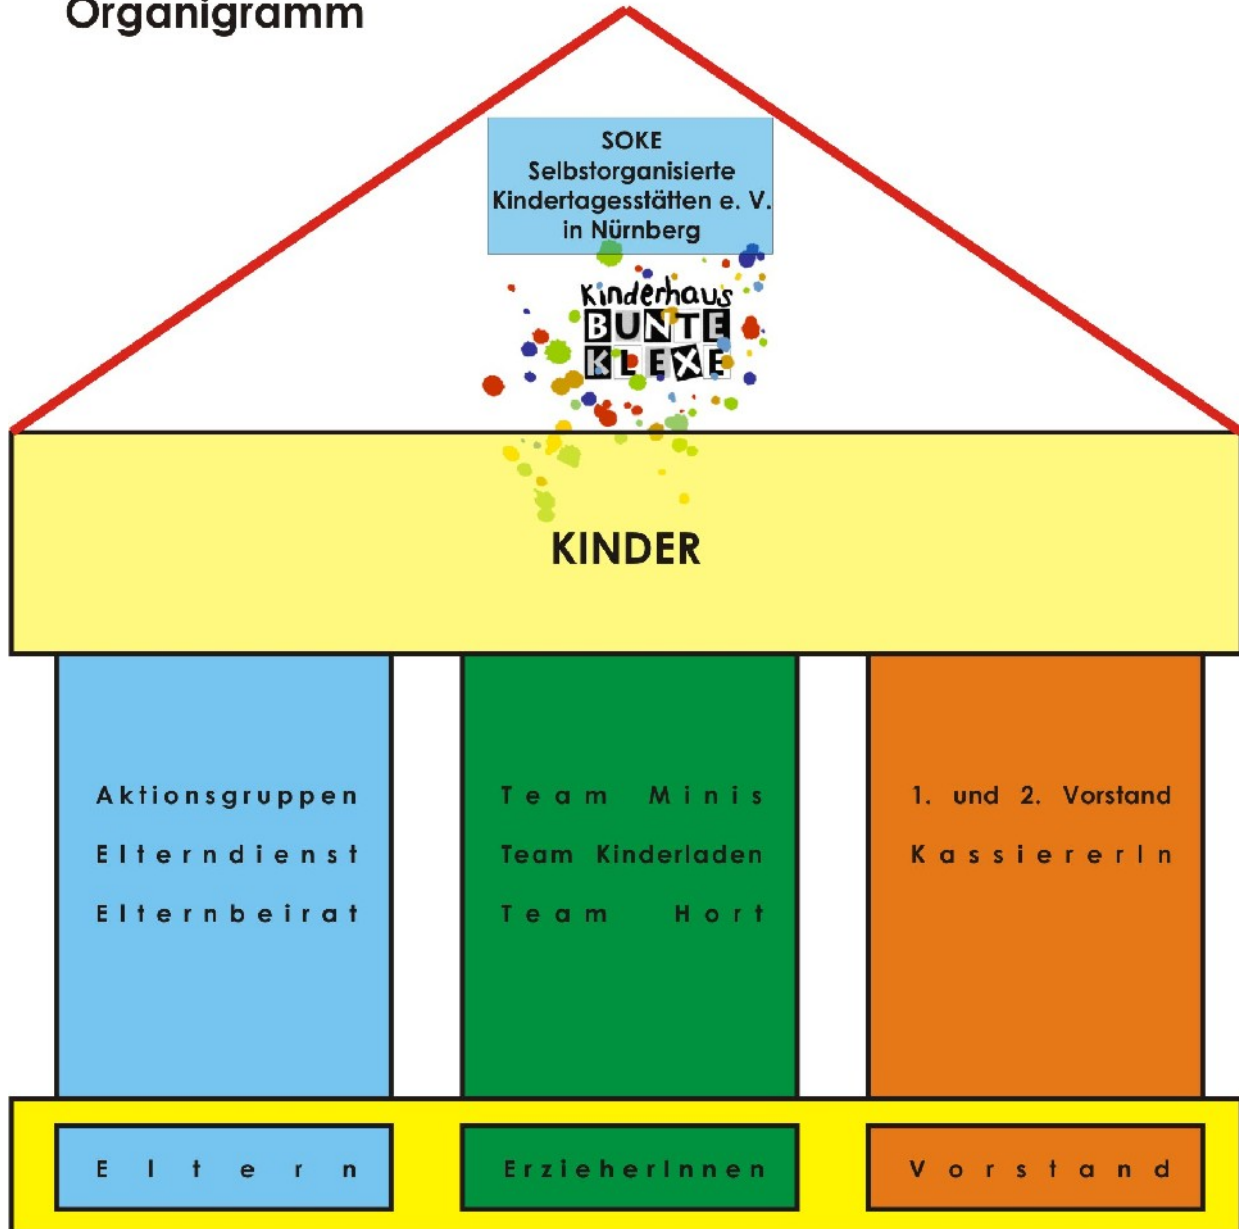 Organigramm
SOKE
Selbstorganisierte
Kindertagesstätten e. V.
in Nürnberg
Kinderhaus
BUNTE
KLEXE
KINDER
Aktionsgruppen
Elterndienst
Elternbeirat
Team Minis
Team Kinderladen
Team Hort
1. und 2. Vorstand
KassiererIn
Eltern
ErzieherInnen
Vorstand